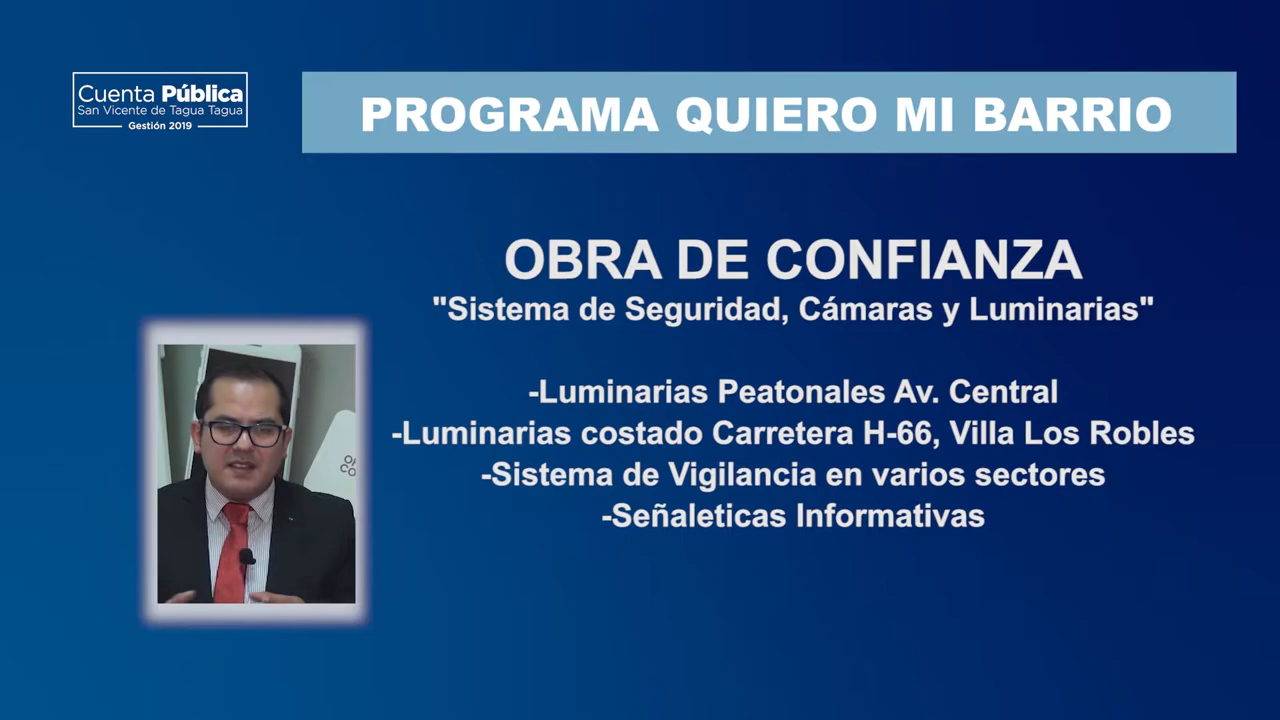 Cuenta Pública
San Vicente de Tagua Tagua
Gestión 2019
PROGRAMA QUIERO MI BARRIO
OBRA DE CONFIANZA
"Sistema de Seguridad, Cámaras y Luminarias"
-Luminarias Peatonales Av. Central
-Luminarias costado Carretera H-66, Villa Los Robles
-Sistema de Vigilancia en varios sectores
-Señaleticas Informativas